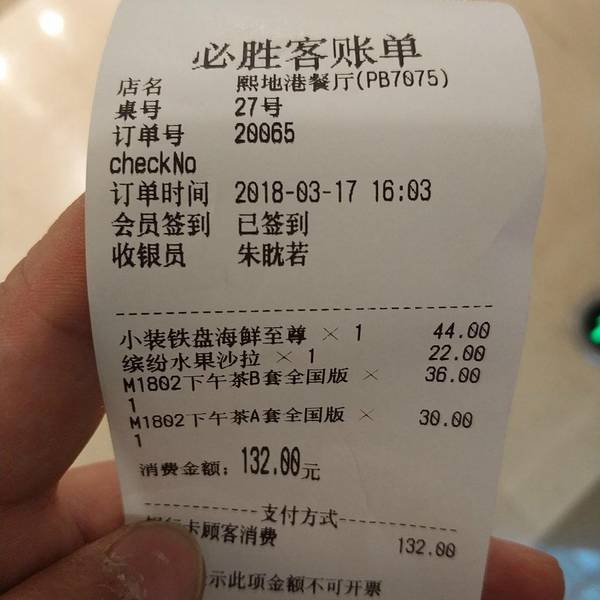 必胜客账单
店名 熙地港餐厅(PB7075)
桌号 27号
订单号 20065
checkNo
订单时间 2018-03-17 16:03
会员签到 已签到
收银员 朱眈若
小装铁盘海鲜至尊 × 1 44.00
缤纷水果沙拉 × 1 22.00
M1802下午茶B套全国版 × 36.00
1
M1802下午茶A套全国版 × 30.00
1
消费金额：132.00元
支付方式
卡顾客消费 132.00
示此项金额不可开票